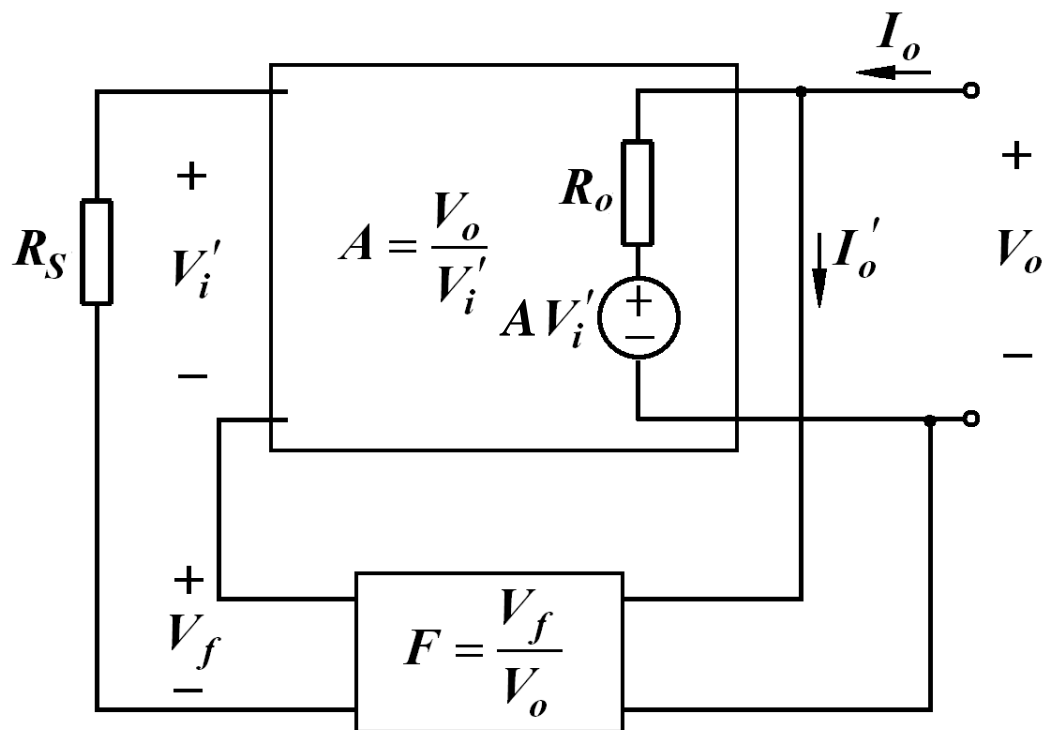 I_o
+
R_S
V_i'
−
A = V_o / V_i'
R_o
A V_i'
+
−
I_o'
+
V_o
−
+
V_f
−
F = V_f / V_o